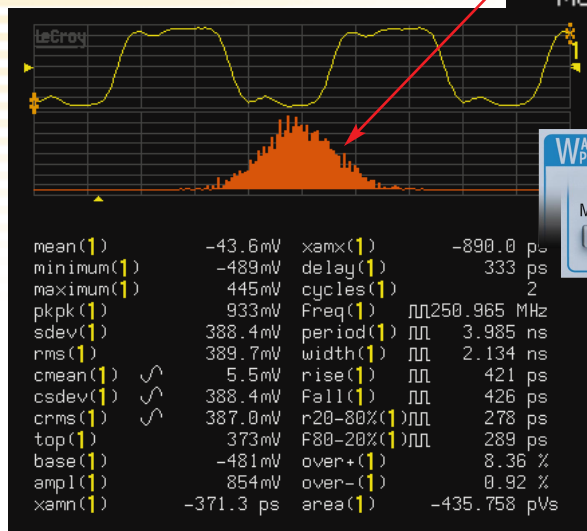 LeCroy
1
mean(1) -43.6mV xamx(1) -890.0 ps
minimum(1) -489mV delay(1) 333 ps
maximum(1) 445mV cycles(1) 2
pkpk(1) 933mV freq(1) 250.965 MHz
sdev(1) 388.4mV period(1) 3.985 ns
rms(1) 389.7mV width(1) 2.134 ns
cmean(1) 5.5mV rise(1) 421 ps
csdev(1) 388.4mV fall(1) 426 ps
crms(1) 387.0mV r20-80%(1) 278 ps
top(1) 373mV f80-20%(1) 289 ps
base(1) -481mV over+(1) 8.36 %
ampl(1) 854mV over-(1) 0.92 %
xamn(1) -371.3 ps area(1) -435.758 pVs